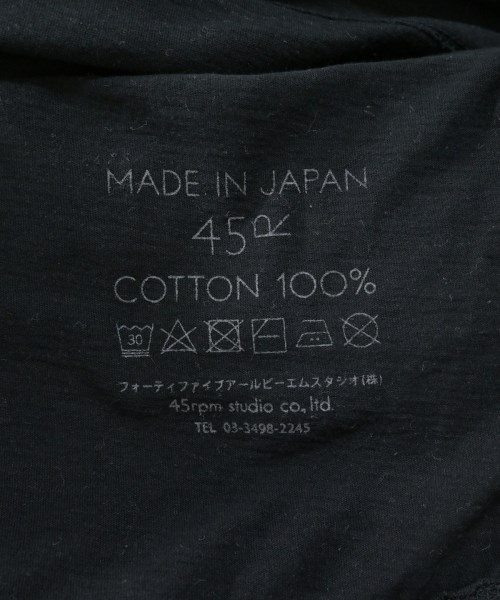 MADE IN JAPAN
45R
COTTON 100%
30
フォーティファイブアールピーエムスタジオ(株)
45rpm studio co.,ltd.
TEL 03-3498-2245